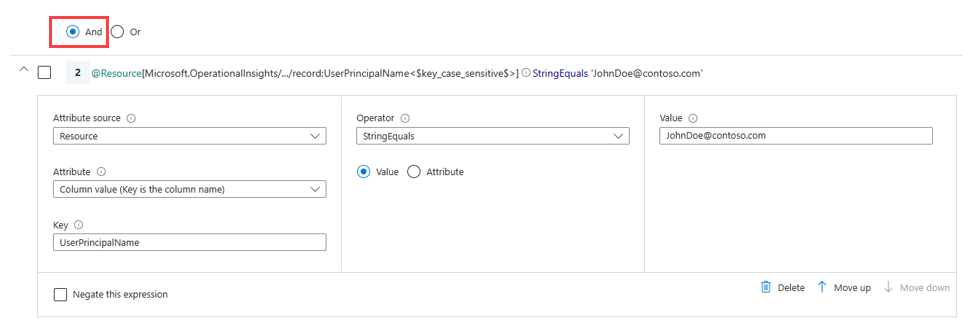 And Or
2 @Resource[Microsoft.OperationalInsights/.../record:UserPrincipalName<$key_case_sensitive$>] StringEquals 'JohnDoe@contoso.com'
Attribute source Operator Value
Resource StringEquals JohnDoe@contoso.com
Attribute Value Attribute
Column value (Key is the column name)
Key
UserPrincipalName
Negate this expression Delete Move up Move down